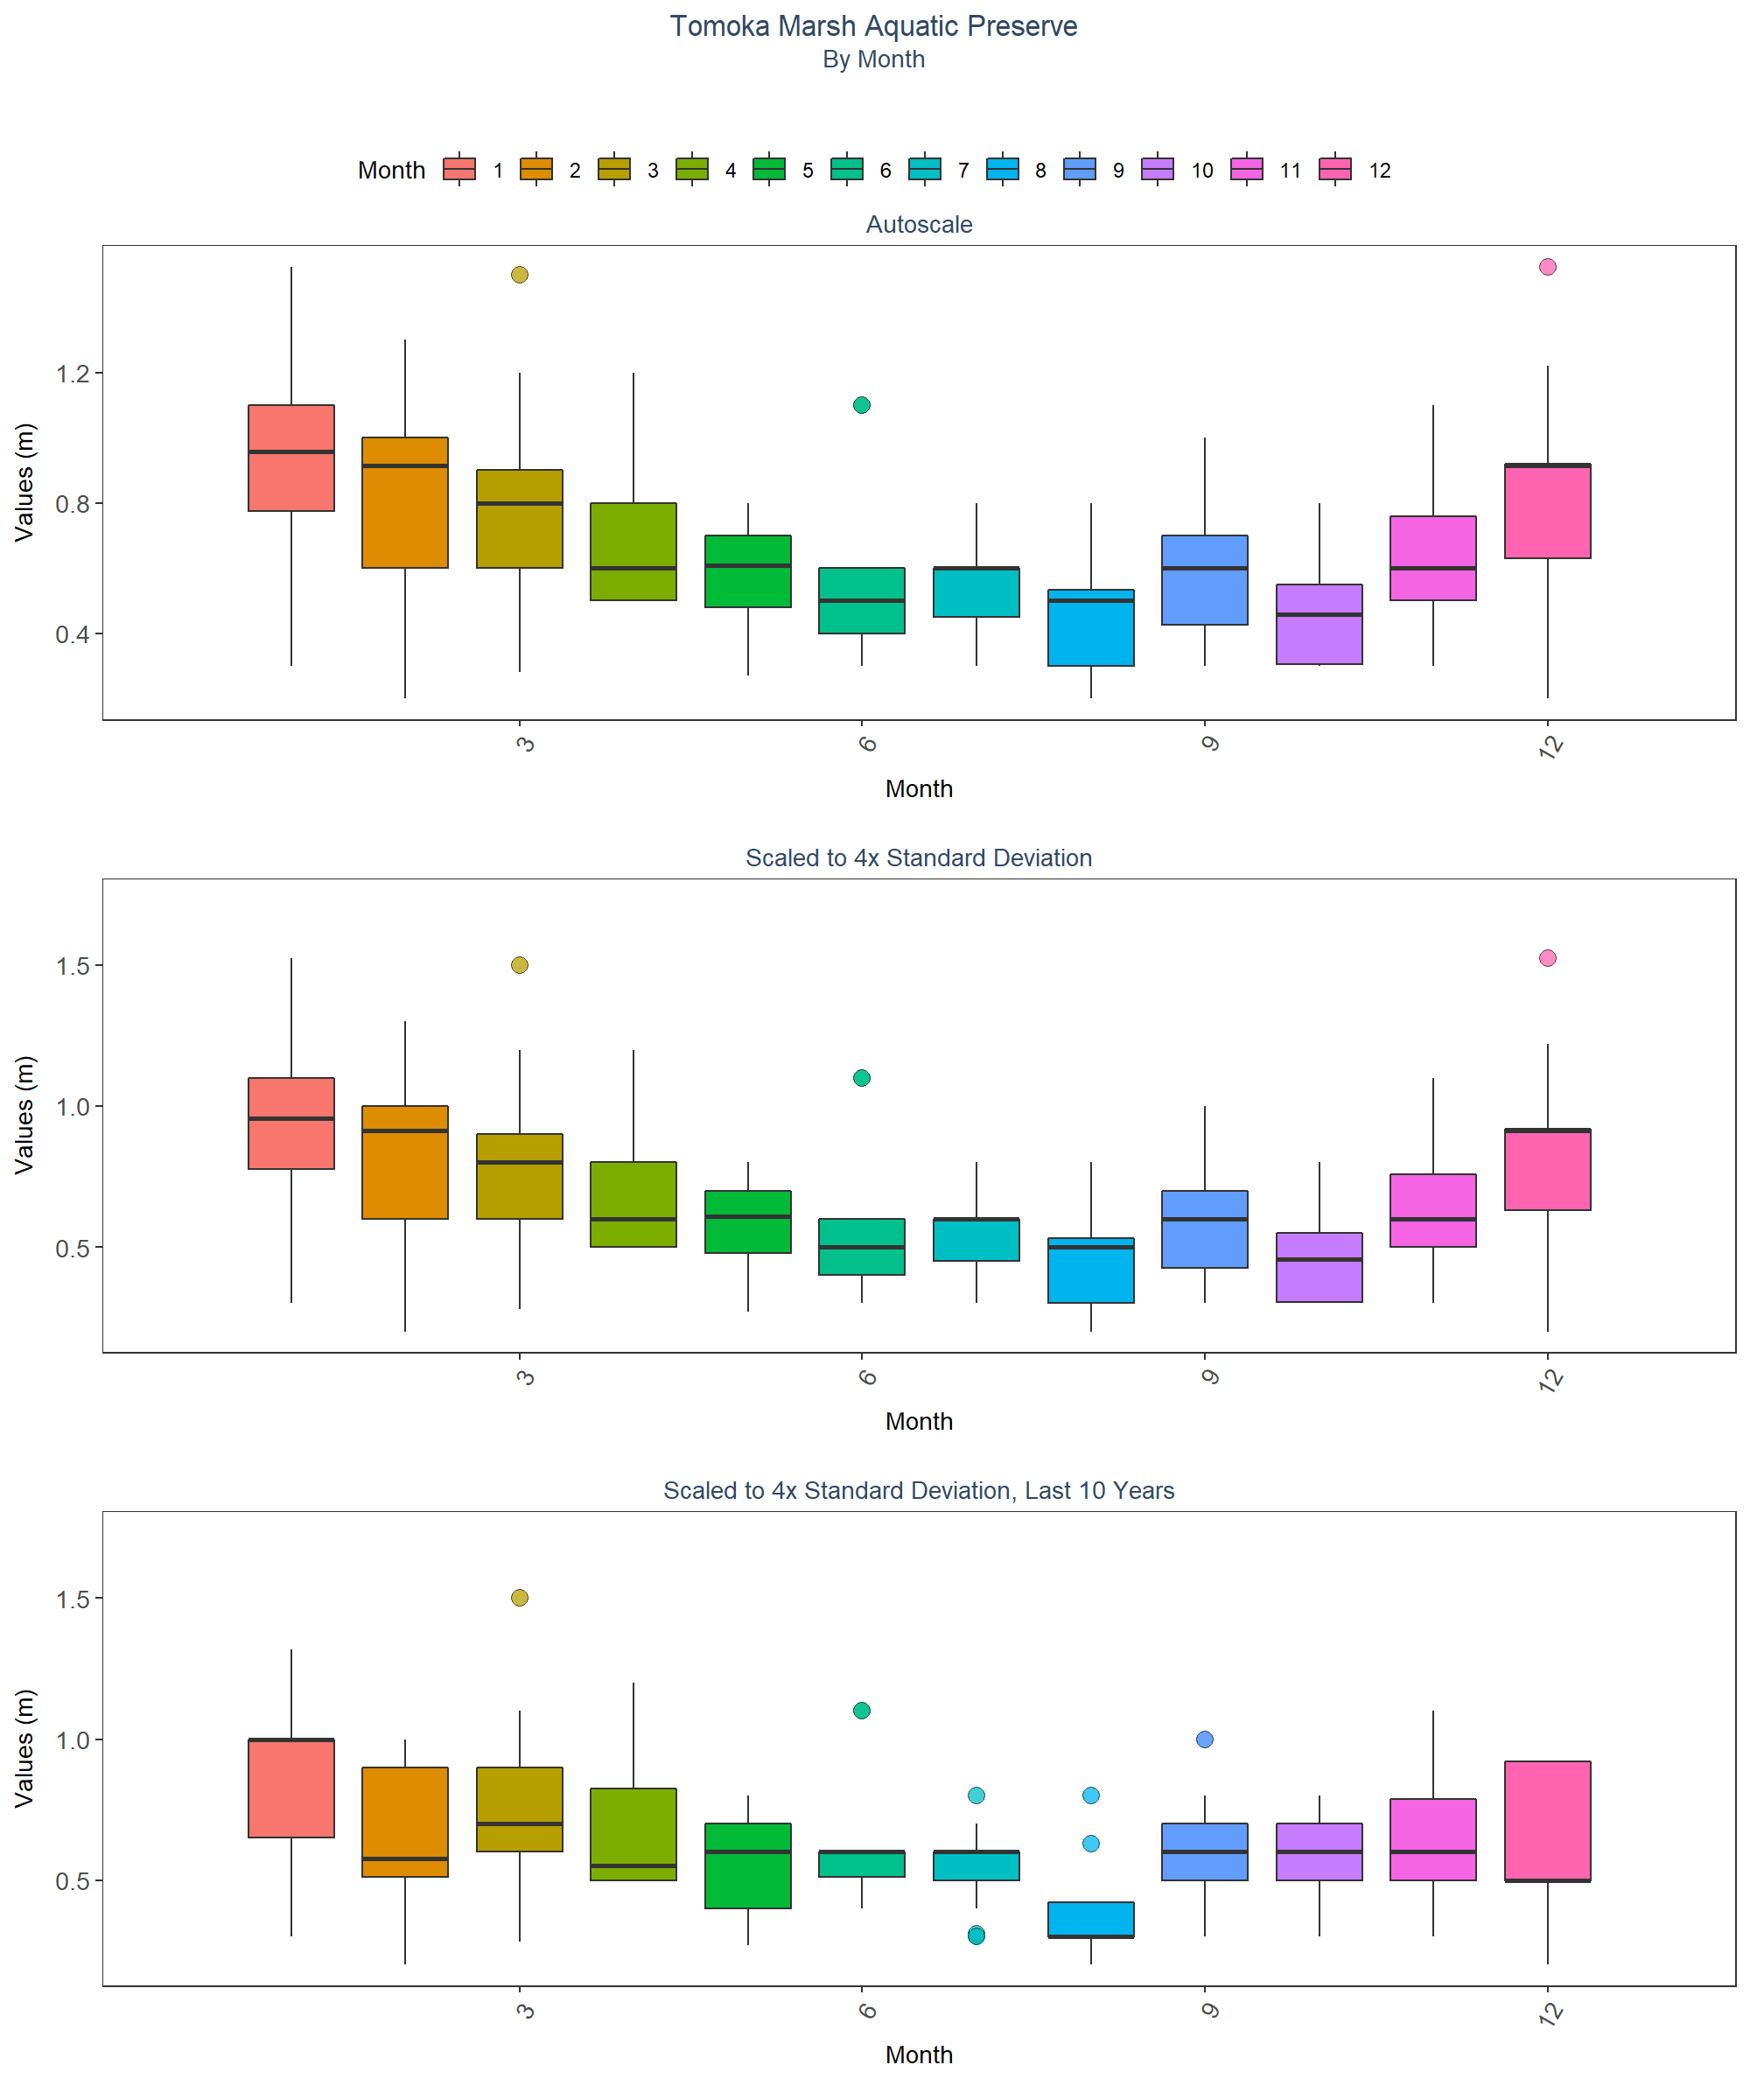 Tomoka Marsh Aquatic Preserve
By Month
Month 1 2 3 4 5 6 7 8 9 10 11 12
Autoscale
Values (m)
1.2
0.8
0.4
3 6 9 12
Month
Scaled to 4x Standard Deviation
Values (m)
1.5
1.0
0.5
3 6 9 12
Month
Scaled to 4x Standard Deviation, Last 10 Years
Values (m)
1.5
1.0
0.5
3 6 9 12
Month